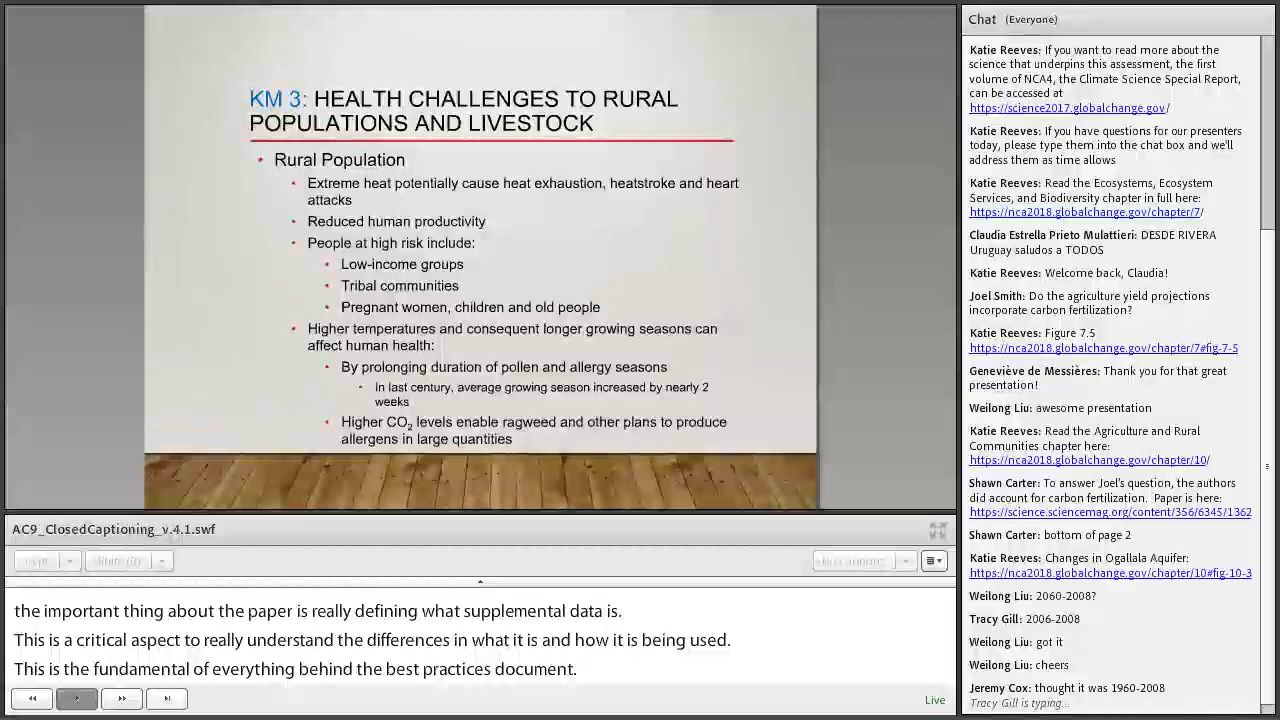 KM 3: HEALTH CHALLENGES TO RURAL
POPULATIONS AND LIVESTOCK
• Rural Population
• Extreme heat potentially cause heat exhaustion, heatstroke and heart
attacks
• Reduced human productivity
• People at high risk include:
• Low-income groups
• Tribal communities
• Pregnant women, children and old people
• Higher temperatures and consequent longer growing seasons can
affect human health:
• By prolonging duration of pollen and allergy seasons
• In last century, average growing season increased by nearly 2
weeks
• Higher CO₂ levels enable ragweed and other plans to produce
allergens in large quantities
AC9_ClosedCaptioning_v.4.1.swf
the important thing about the paper is really defining what supplemental data is.
This is a critical aspect to really understand the differences in what it is and how it is being used.
This is the fundamental of everything behind the best practices document.
Live
Chat (Everyone)
Katie Reeves: If you want to read more about the
science that underpins this assessment, the first
volume of NCA4, the Climate Science Special Report,
can be accessed at
https://science2017.globalchange.gov/
Katie Reeves: If you have questions for our presenters
today, please type them into the chat box and we'll
address them as time allows
Katie Reeves: Read the Ecosystems, Ecosystem
Services, and Biodiversity chapter in full here:
https://nca2018.globalchange.gov/chapter/7/
Claudia Estrella Prieto Mulattieri: DESDE RIVERA
Uruguay saludos a TODOS
Katie Reeves: Welcome back, Claudia!
Joel Smith: Do the agriculture yield projections
incorporate carbon fertilization?
Katie Reeves: Figure 7.5
https://nca2018.globalchange.gov/chapter/7#fig-7-5
Geneviève de Messières: Thank you for that great
presentation!
Weilong Liu: awesome presentation
Katie Reeves: Read the Agriculture and Rural
Communities chapter here:
https://nca2018.globalchange.gov/chapter/10/
Shawn Carter: To answer Joel's question, the authors
did account for carbon fertilization. Paper is here:
https://science.sciencemag.org/content/356/6345/1362
Shawn Carter: bottom of page 2
Katie Reeves: Changes in Ogallala Aquifer:
https://nca2018.globalchange.gov/chapter/10#fig-10-3
Weilong Liu: 2060-2008?
Tracy Gill: 2006-2008
Weilong Liu: got it
Weilong Liu: cheers
Jeremy Cox: thought it was 1960-2008
Tracy Gill is typing...